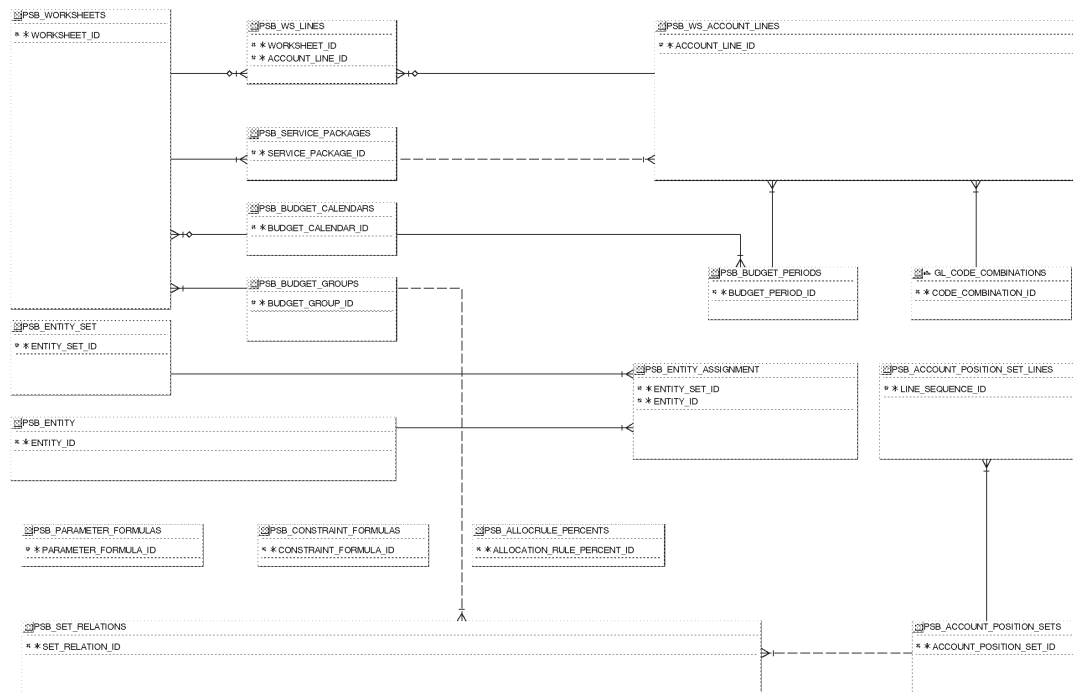 PSB_WORKSHEETS
* WORKSHEET_ID
PSB_WS_LINES
* WORKSHEET_ID
* ACCOUNT_LINE_ID
PSB_WS_ACCOUNT_LINES
* ACCOUNT_LINE_ID
PSB_SERVICE_PACKAGES
* SERVICE_PACKAGE_ID
PSB_BUDGET_CALENDARS
* BUDGET_CALENDAR_ID
PSB_BUDGET_GROUPS
* BUDGET_GROUP_ID
PSB_BUDGET_PERIODS
* BUDGET_PERIOD_ID
GL_CODE_COMBINATIONS
* CODE_COMBINATION_ID
PSB_ENTITY_SET
* ENTITY_SET_ID
PSB_ENTITY_ASSIGNMENT
* ENTITY_SET_ID
* ENTITY_ID
PSB_ACCOUNT_POSITION_SET_LINES
* LINE_SEQUENCE_ID
PSB_ENTITY
* ENTITY_ID
PSB_PARAMETER_FORMULAS
* PARAMETER_FORMULA_ID
PSB_CONSTRAINT_FORMULAS
* CONSTRAINT_FORMULA_ID
PSB_ALLOCRULE_PERCENTS
* ALLOCATION_RULE_PERCENT_ID
PSB_SET_RELATIONS
* SET_RELATION_ID
PSB_ACCOUNT_POSITION_SETS
* ACCOUNT_POSITION_SET_ID